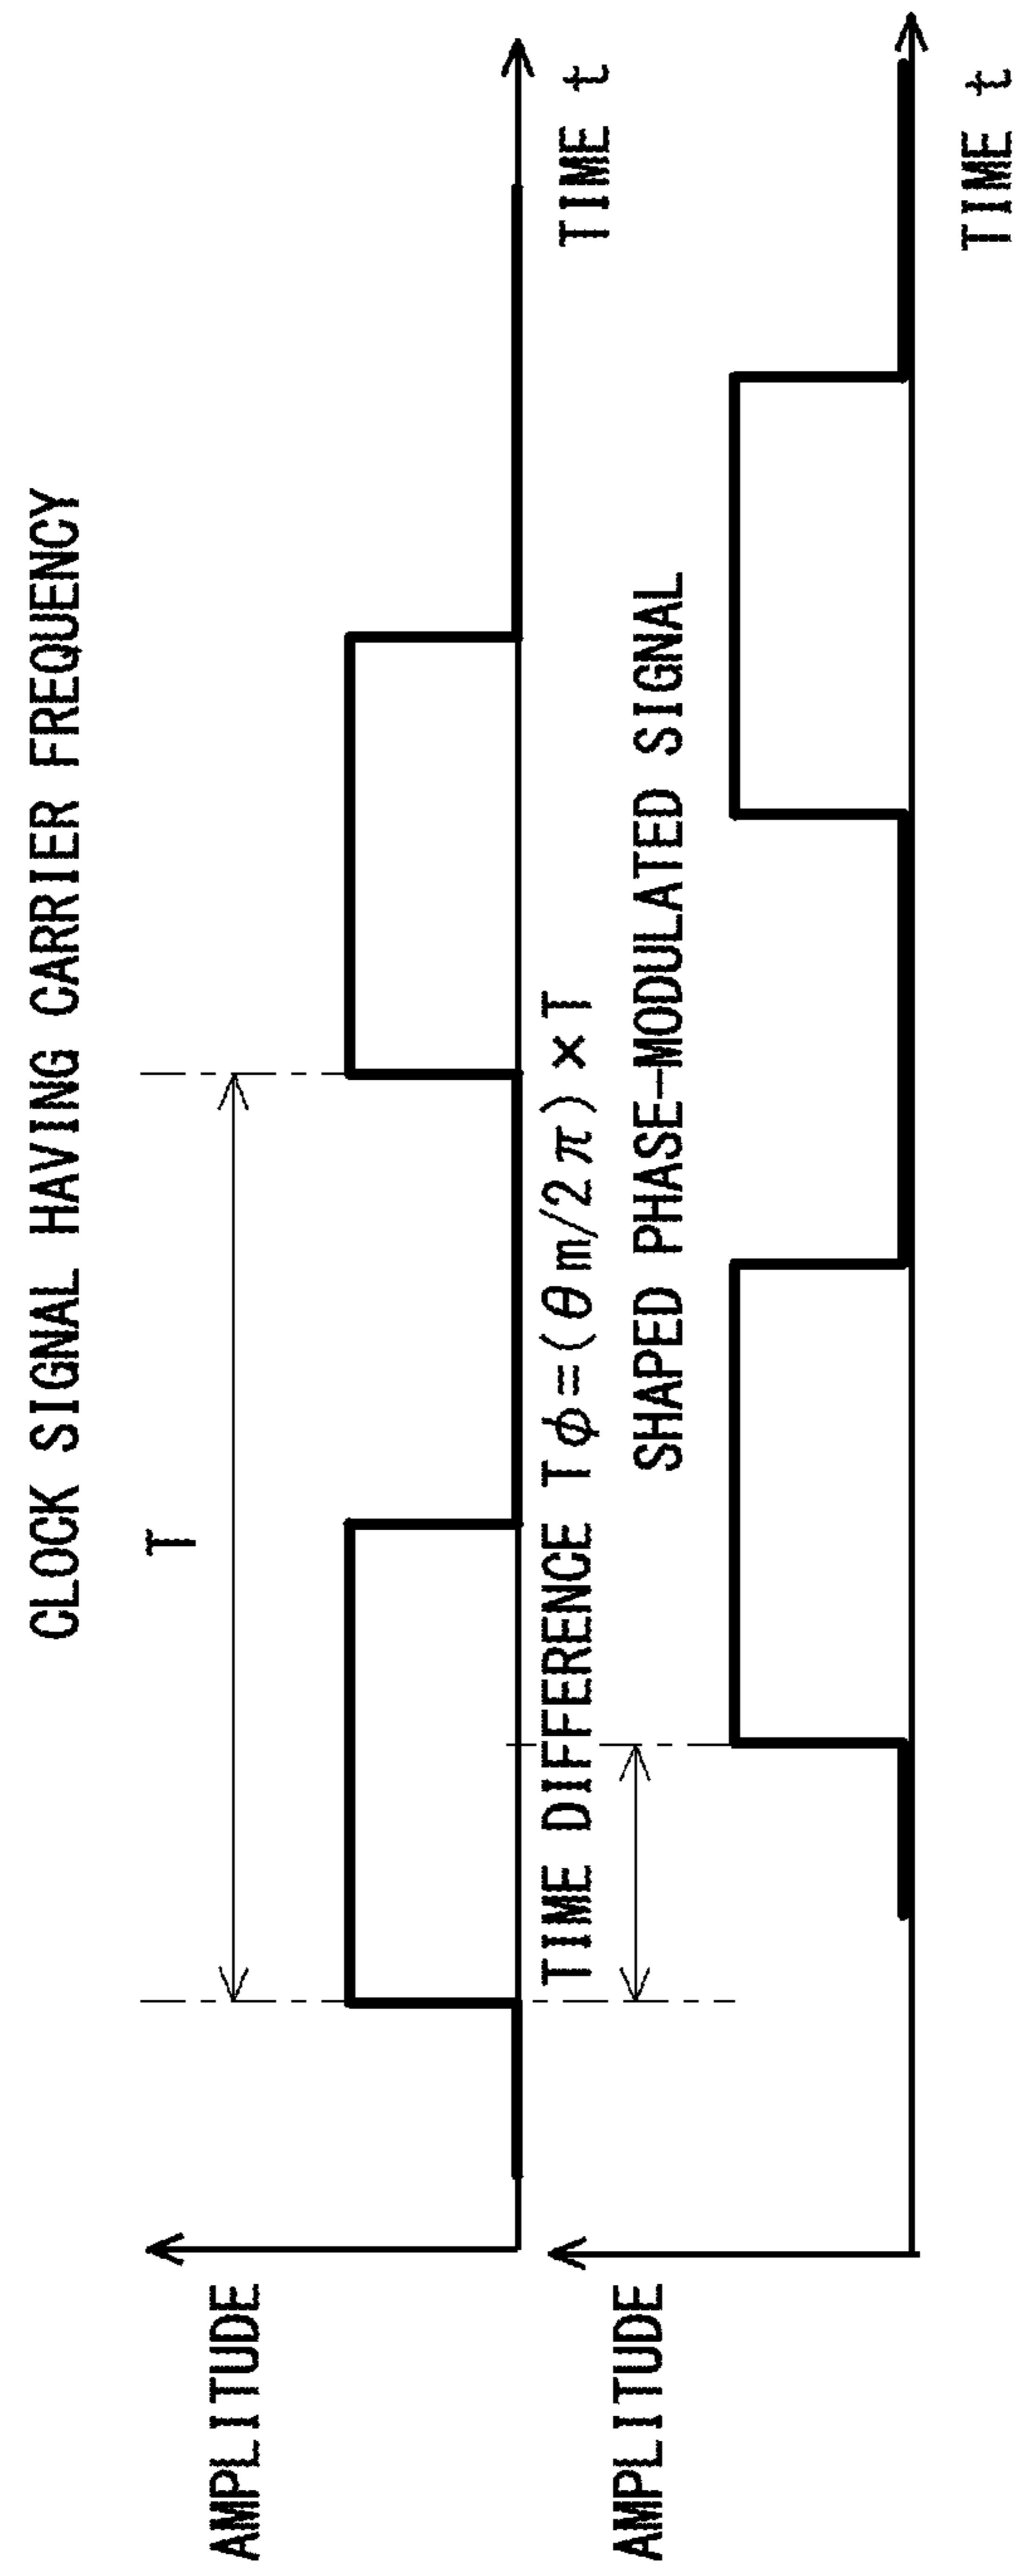 CLOCK SIGNAL HAVING CARRIER FREQUENCY
AMPLITUDE
T
TIME t
TIME DIFFERENCE Tφ=(θm/2π)×T
AMPLITUDE
SHAPED PHASE-MODULATED SIGNAL
TIME t